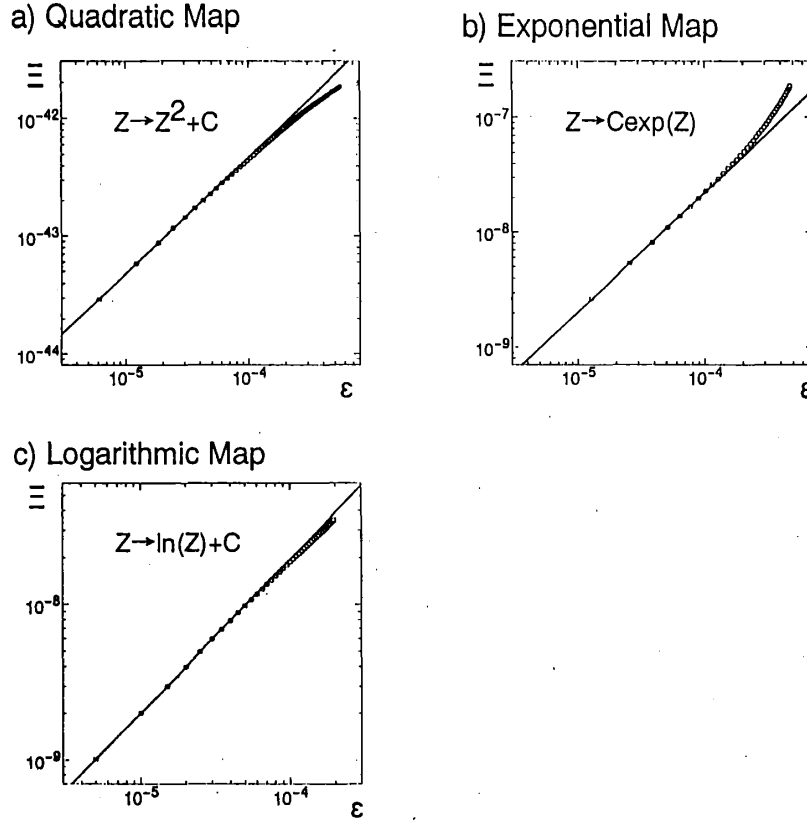 a) Quadratic Map
Ξ
10⁻⁴²
Z→Z²+C
10⁻⁴³
10⁻⁴⁴
10⁻⁵ 10⁻⁴
ε
b) Exponential Map
Ξ
10⁻⁷
Z→Cexp(Z)
10⁻⁸
10⁻⁹
10⁻⁵ 10⁻⁴
ε
c) Logarithmic Map
Ξ
Z→ln(Z)+C
10⁻⁸
10⁻⁹
10⁻⁵ 10⁻⁴
ε